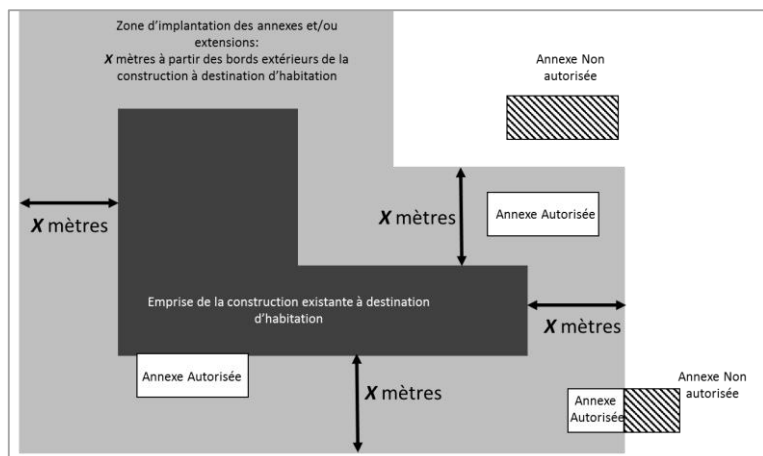 Zone d’implantation des annexes et/ou
extensions:
X mètres à partir des bords extérieurs de la
construction à destination d’habitation
Annexe Non
autorisée
X mètres
X mètres
Annexe Autorisée
Emprise de la construction existante à destination
d’habitation
X mètres
Annexe Autorisée
X mètres
Annexe
Autorisée
Annexe Non
autorisée